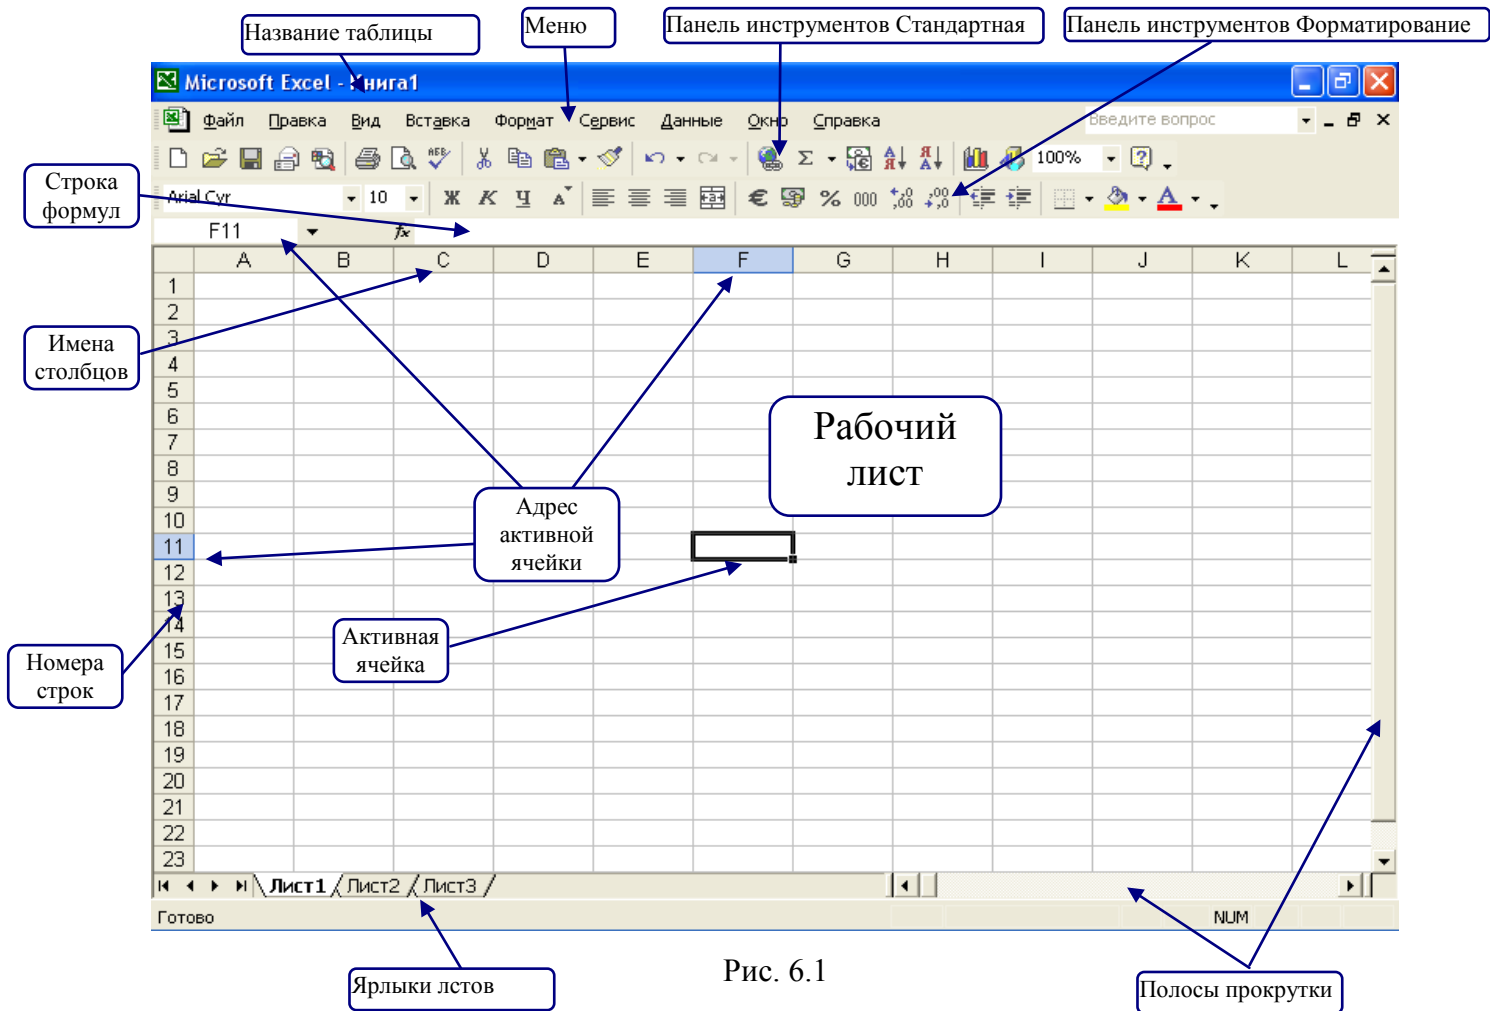 Название таблицы
Меню
Панель инструментов Стандартная
Панель инструментов Форматирование
Microsoft Excel - Книга1
Файл Правка Вид Вставка Формат Сервис Данные Окно Справка Введите вопрос
100%
Arial Cyr 10 Ж К Ч € % 000
F11 fx
Строка
формул
A B C D E F G H I J K L
1
2
3
4
5
6
7
8
9
10
11
12
13
14
15
16
17
18
19
20
21
22
23
Имена
столбцов
Рабочий
лист
Адрес
активной
ячейки
Активная
ячейка
Номера
строк
Лист1 Лист2 Лист3
Готово NUM
Ярлыки лстов
Рис. 6.1
Полосы прокрутки